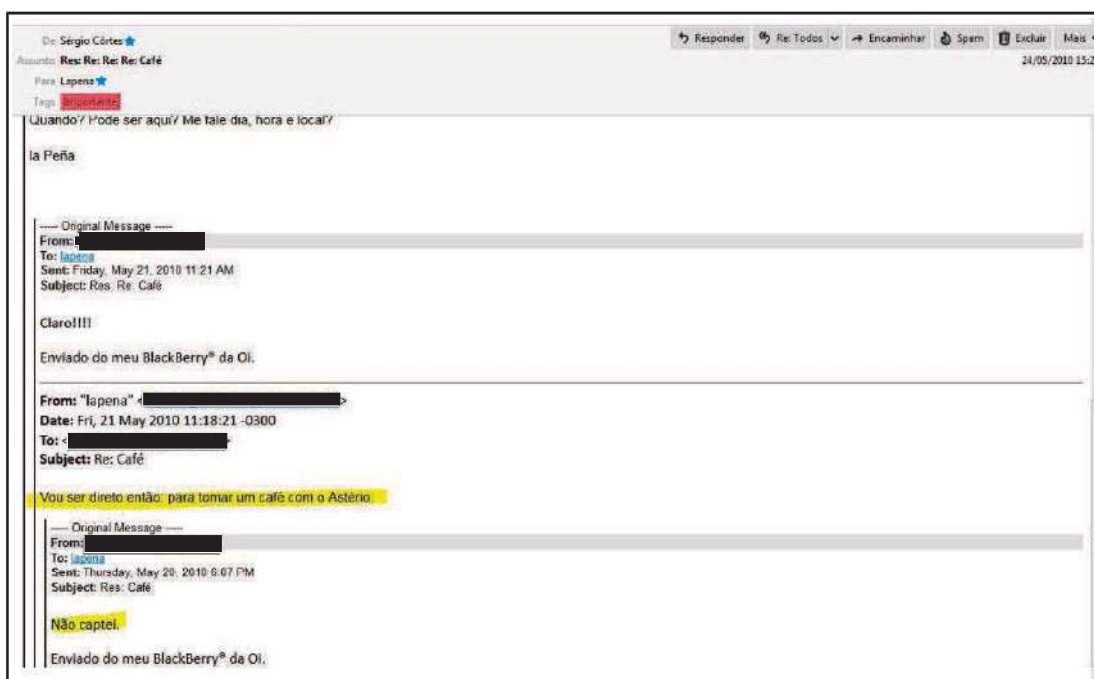 De Sérgio Côrtes
Responder Re: Todos Encaminhar Spam Excluir Mais
Assunto Res: Re: Re: Re: Café
24/05/2010 15:2
Para Lapena
Tags Importante
Quando? Pode ser aqui? Me fale dia, hora e local?
la Peña
----- Original Message -----
From:
To: lapena
Sent: Friday, May 21, 2010 11:21 AM
Subject: Res: Re: Café
Claro!!!!
Enviado do meu BlackBerry® da Oi.
From: "lapena" < >
Date: Fri, 21 May 2010 11:18:21 -0300
To: < >
Subject: Re: Café
Vou ser direto então: para tomar um café com o Astério.
----- Original Message -----
From:
To: lapena
Sent: Thursday, May 20, 2010 6:07 PM
Subject: Res: Café
Não captei.
Enviado do meu BlackBerry® da Oi.